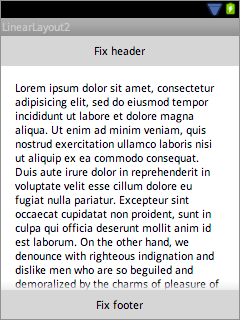 LinearLayout2
Fix header
Lorem ipsum dolor sit amet, consectetur
adipisicing elit, sed do eiusmod tempor
incididunt ut labore et dolore magna
aliqua. Ut enim ad minim veniam, quis
nostrud exercitation ullamco laboris nisi
ut aliquip ex ea commodo consequat.
Duis aute irure dolor in reprehenderit in
voluptate velit esse cillum dolore eu
fugiat nulla pariatur. Excepteur sint
occaecat cupidatat non proident, sunt in
culpa qui officia deserunt mollit anim id
est laborum. On the other hand, we
denounce with righteous indignation and
dislike men who are so beguiled and
demoralized by the charms of pleasure of
Fix footer